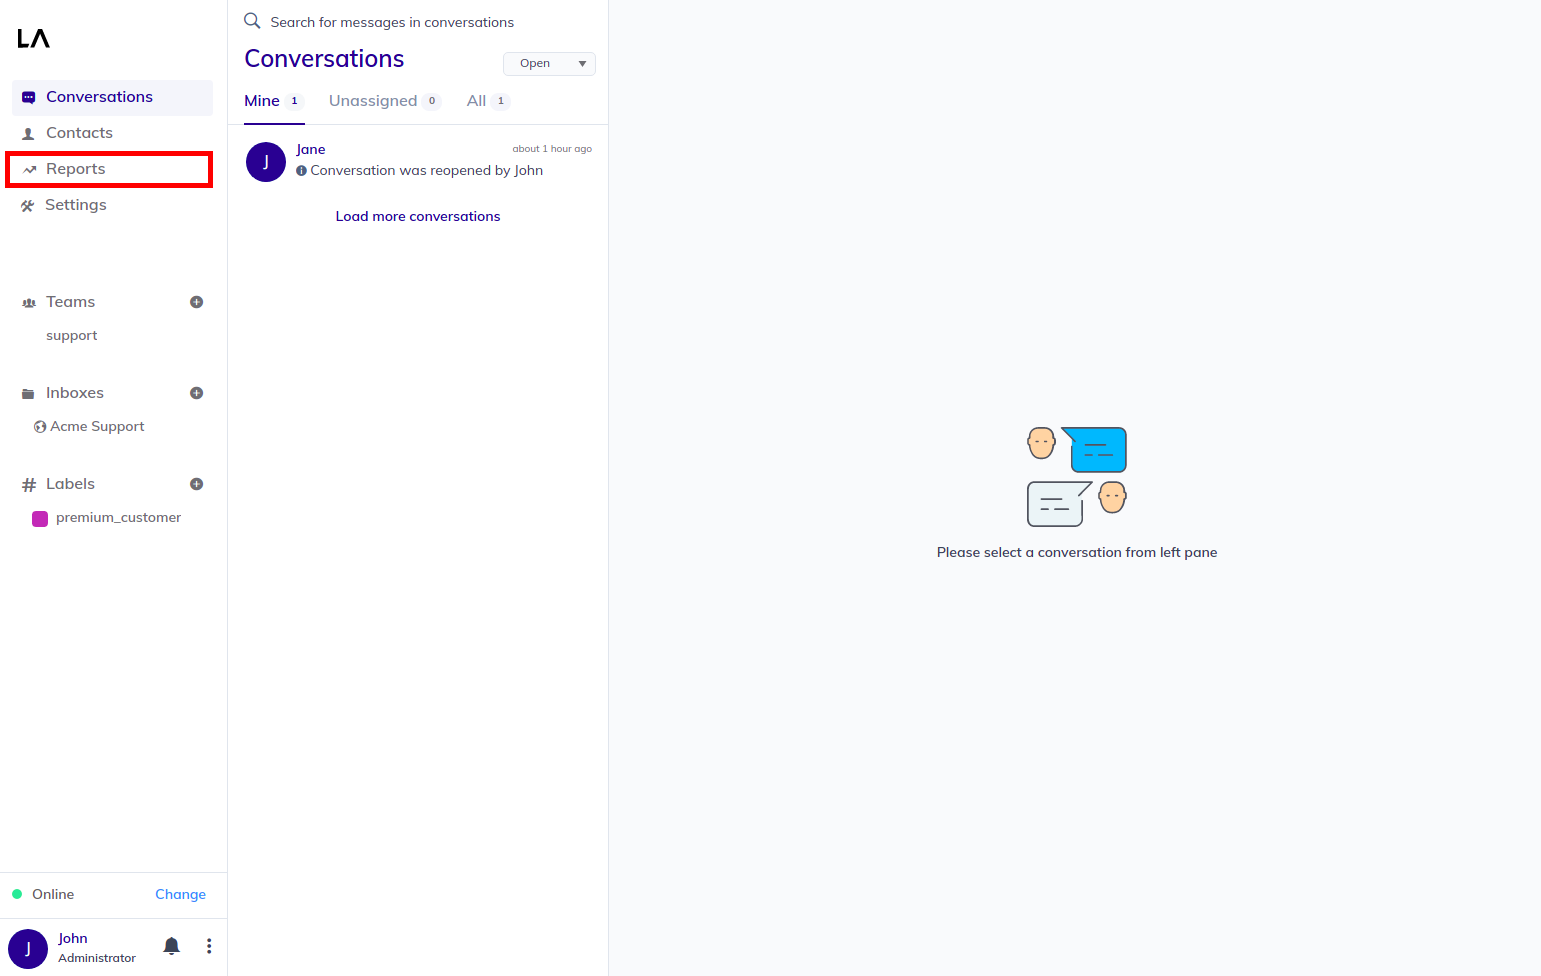 LA
Conversations
Contacts
Reports
Settings
Teams
support
Inboxes
Acme Support
Labels
premium_customer
Online Change
J John
Administrator
Search for messages in conversations
Conversations
Open
Mine 1 Unassigned 0 All 1
J Jane about 1 hour ago
Conversation was reopened by John
Load more conversations
Please select a conversation from left pane